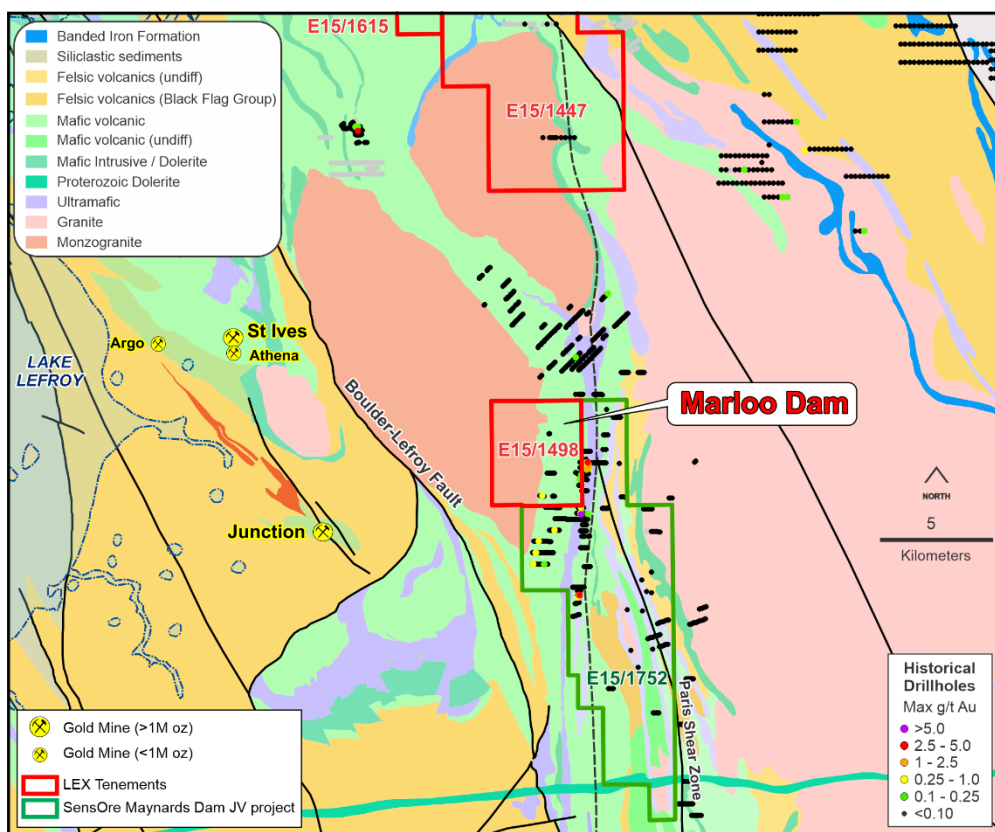 E15/1615
Banded Iron Formation
Siliclastic sediments
Felsic volcanics (undiff)
Felsic volcanics (Black Flag Group)
Mafic volcanic
Mafic volcanic (undiff)
Mafic Intrusive / Dolerite
Proterozoic Dolerite
Ultramafic
Granite
Monzogranite
E15/1447
St Ives
Argo
Athena
LAKE
LEFROY
Boulder-Lefroy Fault
Marloo Dam
E15/1498
NORTH
5
Kilometers
Junction
E15/1752
Paris Shear Zone
Historical
Drillholes
Max g/t Au
>5.0
2.5 - 5.0
1 - 2.5
0.25 - 1.0
0.1 - 0.25
<0.10
Gold Mine (>1M oz)
Gold Mine (<1M oz)
LEX Tenements
SensOre Maynards Dam JV project